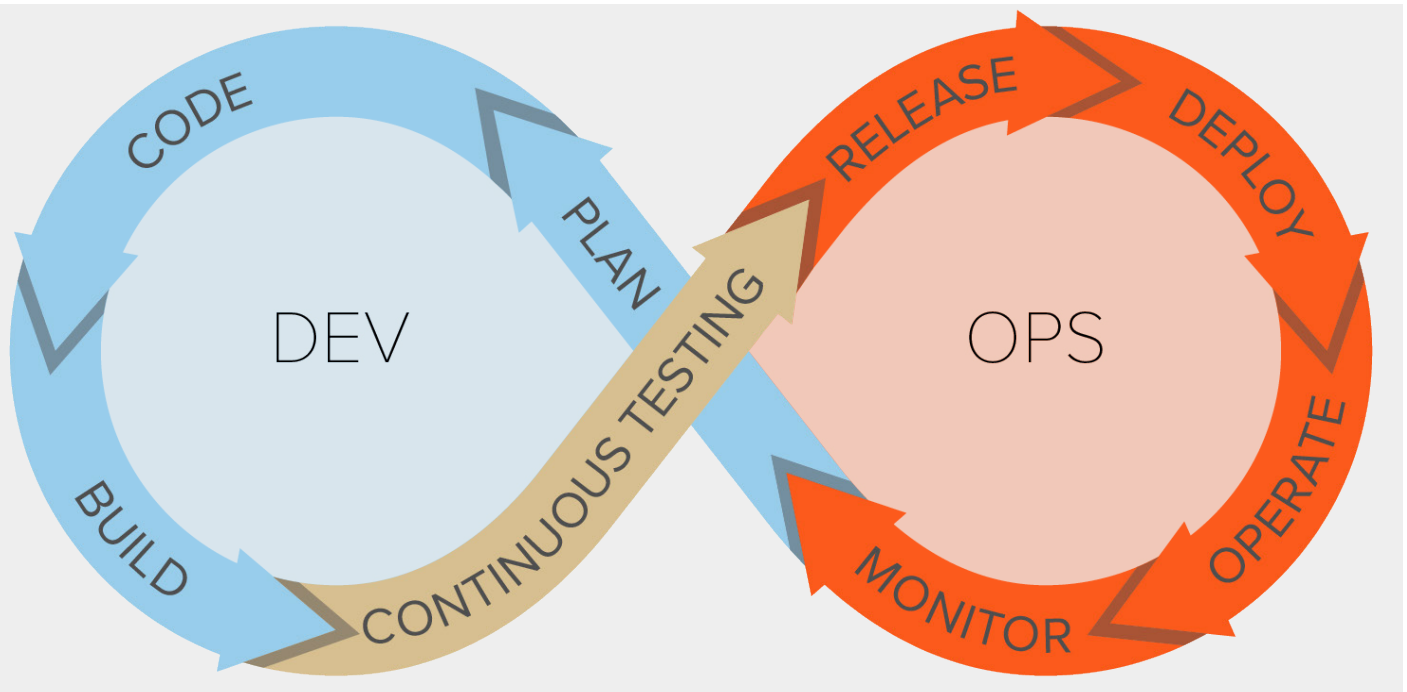 DEV
PLAN
CODE
BUILD
CONTINUOUS TESTING
OPS
RELEASE
DEPLOY
OPERATE
MONITOR